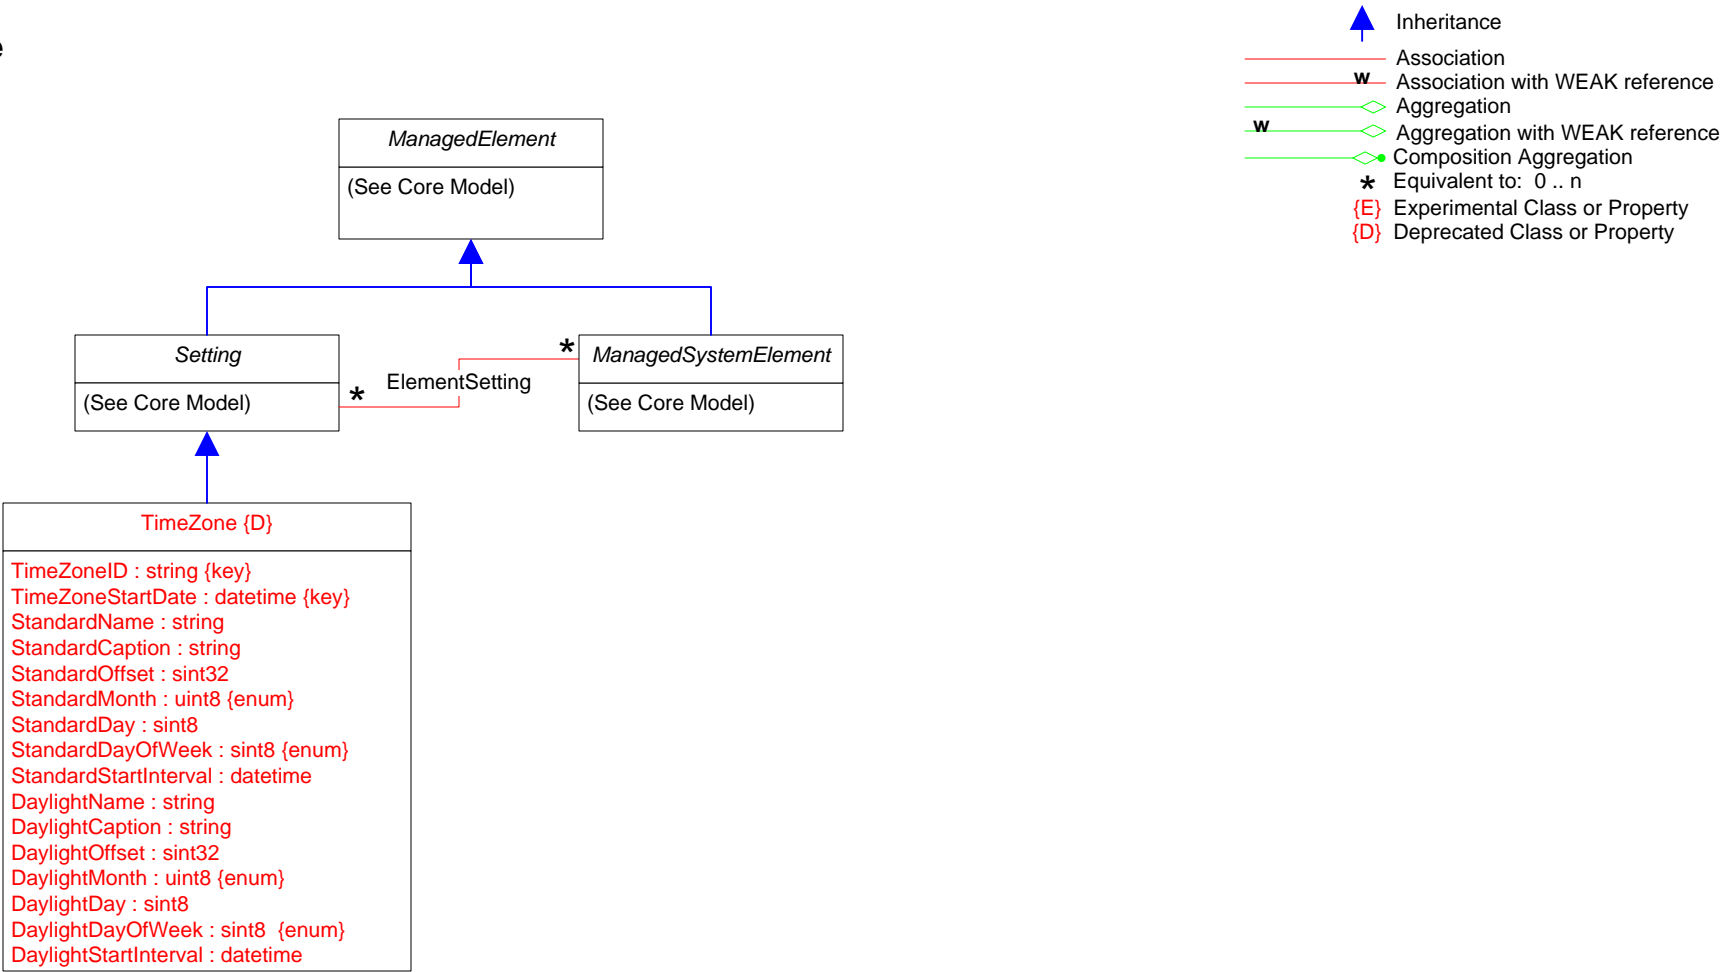 e
Inheritance
Association
w Association with WEAK reference
Aggregation
w Aggregation with WEAK reference
Composition Aggregation
* Equivalent to: 0 .. n
{E} Experimental Class or Property
{D} Deprecated Class or Property
ManagedElement
(See Core Model)
Setting
(See Core Model)
*
ElementSetting
*
ManagedSystemElement
(See Core Model)
TimeZone {D}
TimeZoneID : string {key}
TimeZoneStartDate : datetime {key}
StandardName : string
StandardCaption : string
StandardOffset : sint32
StandardMonth : uint8 {enum}
StandardDay : sint8
StandardDayOfWeek : sint8 {enum}
StandardStartInterval : datetime
DaylightName : string
DaylightCaption : string
DaylightOffset : sint32
DaylightMonth : uint8 {enum}
DaylightDay : sint8
DaylightDayOfWeek : sint8 {enum}
DaylightStartInterval : datetime